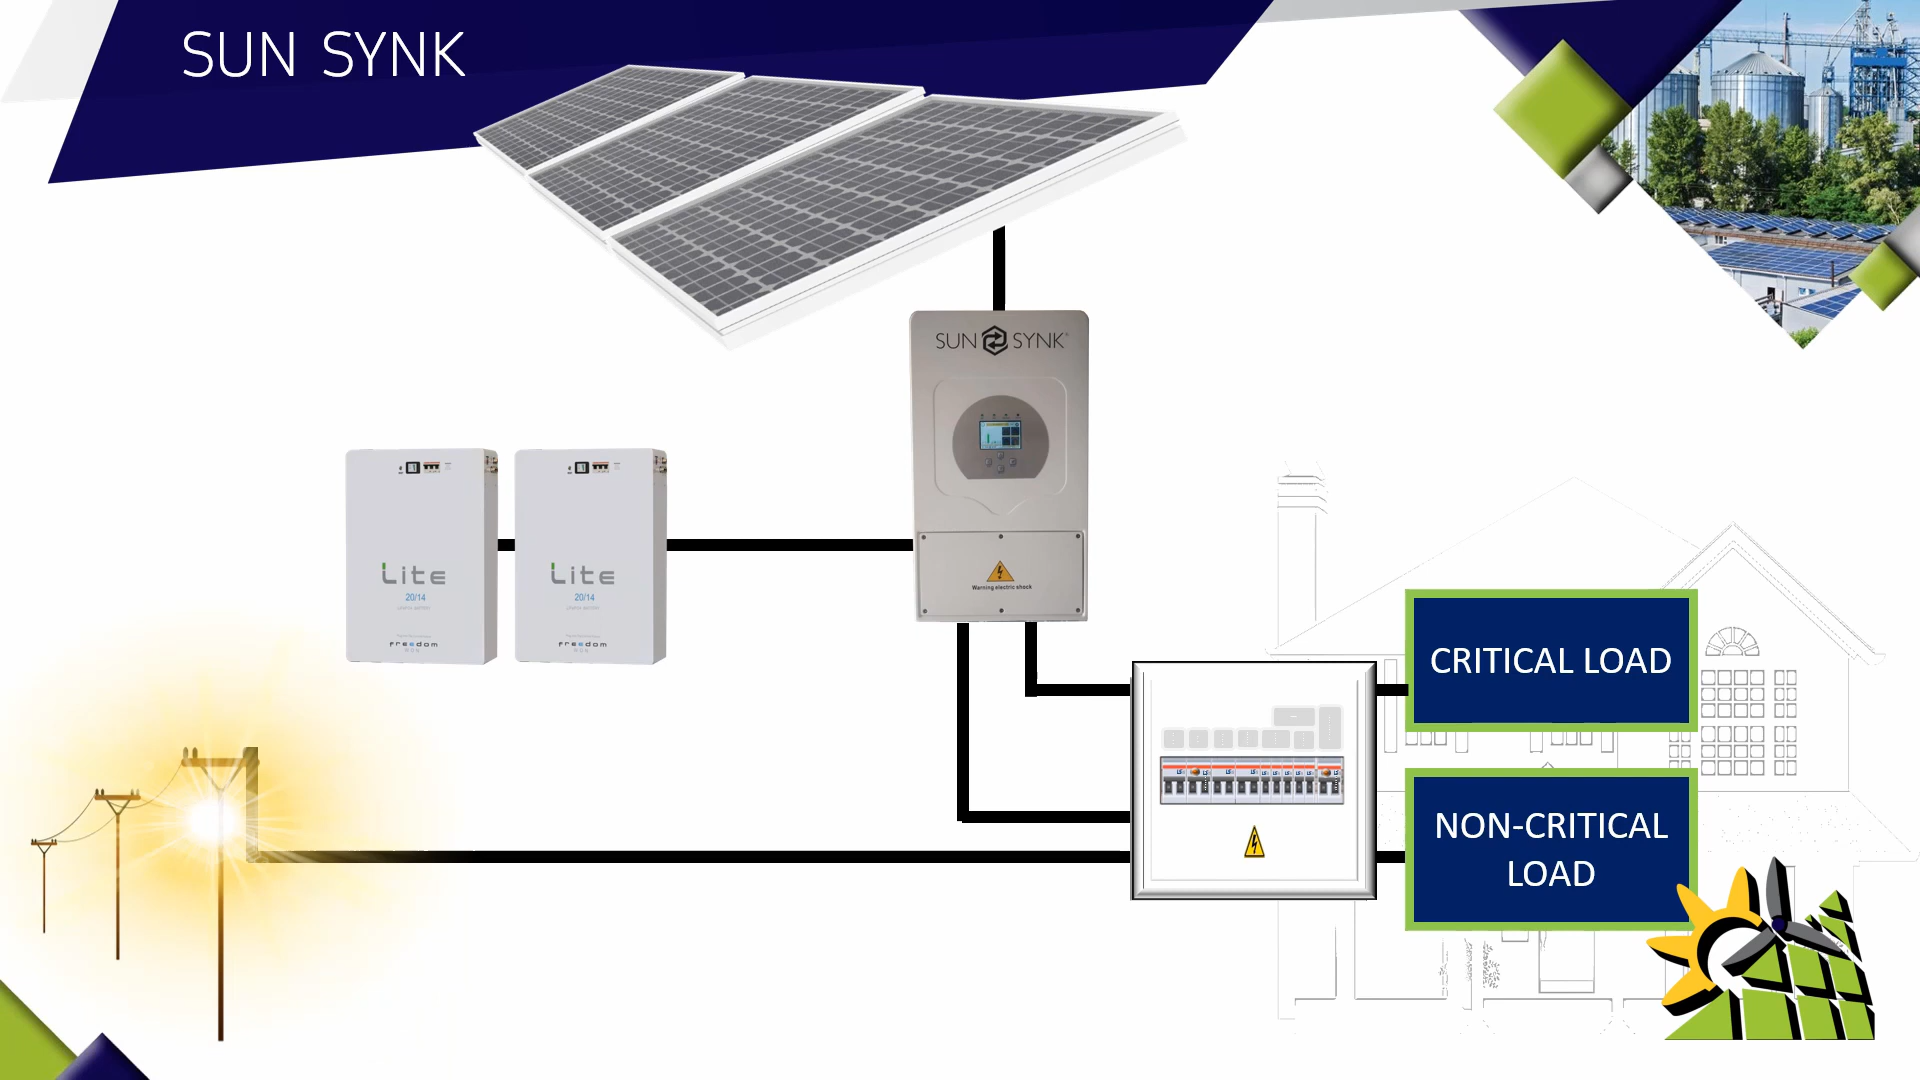 SUN SYNK
SUN SYNK
Warning electric shock
Lite
20/14
freedom
Lite
20/14
freedom
CRITICAL LOAD
NON-CRITICAL
LOAD